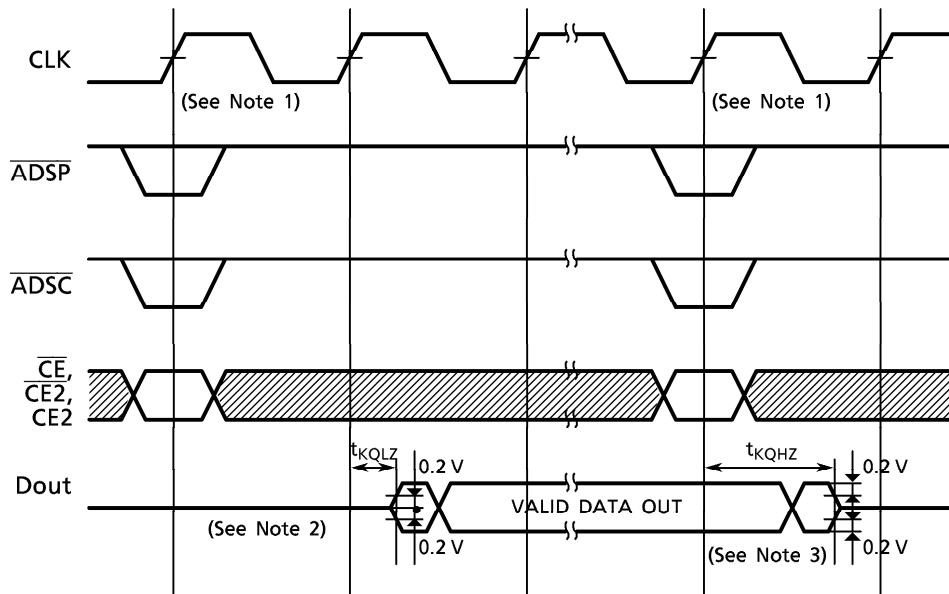 CLK
(See Note 1)
(See Note 1)
ADSP
ADSC
CE,
CE2,
CE2
tKQLZ
0.2 V
tKQHZ
0.2 V
Dout
VALID DATA OUT
(See Note 2)
0.2 V
(See Note 3)
0.2 V